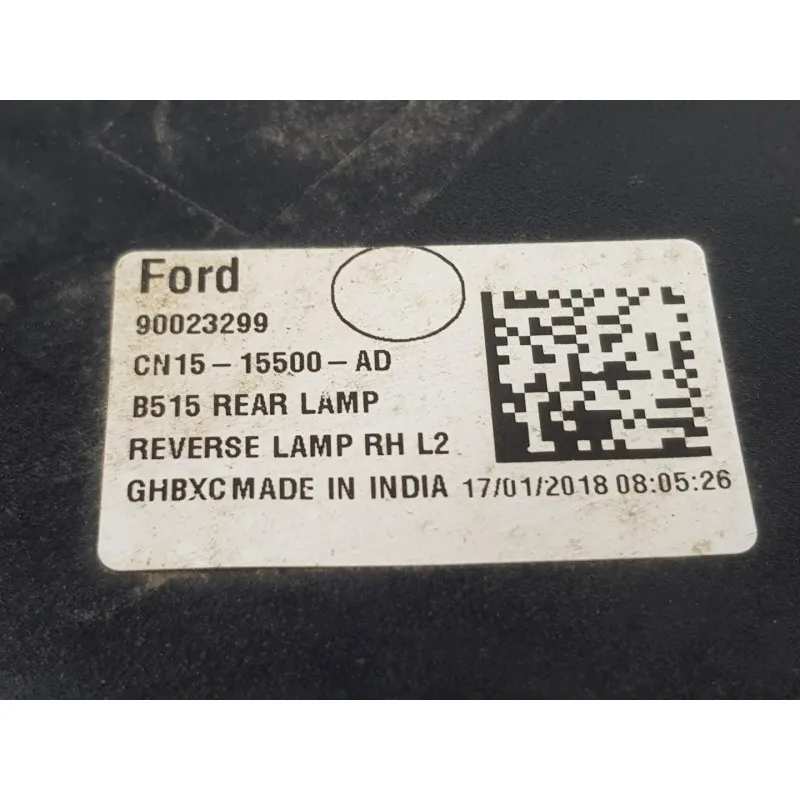 Ford
90023299
CN15-15500-AD
B515 REAR LAMP
REVERSE LAMP RH L2
GHBXCMADE IN INDIA 17/01/2018 08:05:26